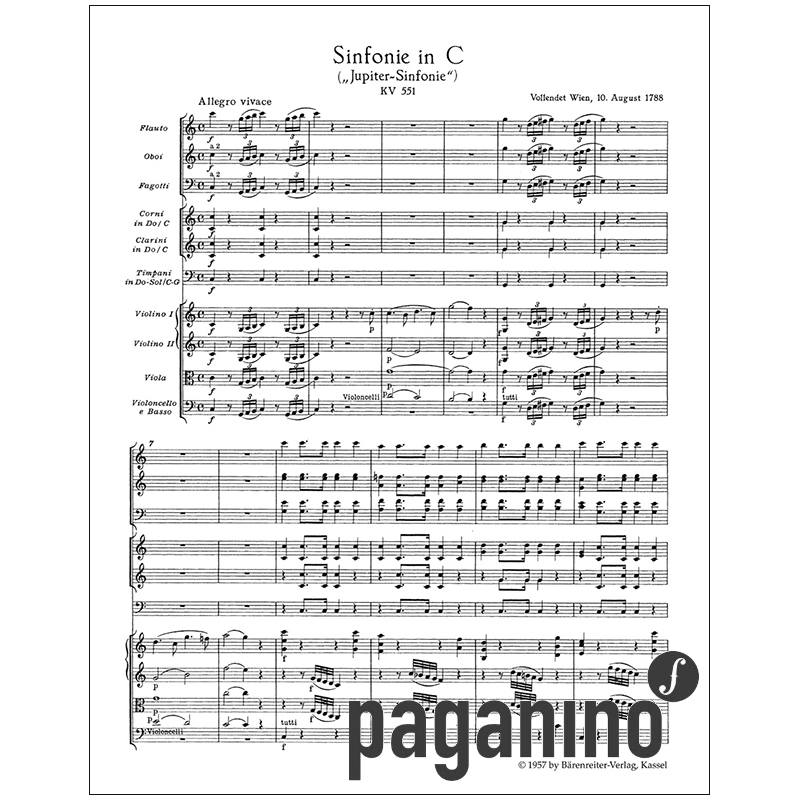 Sinfonie in C
(„Jupiter-Sinfonie“)
KV 551
Allegro vivace
Vollendet Wien, 10. August 1788
Flauto
a 2
Oboi
a 2
Fagotti
Corni
in Do/C
Clarini
in Do/C
Timpani
in Do-Sol/C-G
Violino I
Violino II
Viola
Violoncello
e Basso
Violoncelli
tutti
7
Violoncelli
tutti
paganino
© 1957 by Bärenreiter-Verlag, Kassel